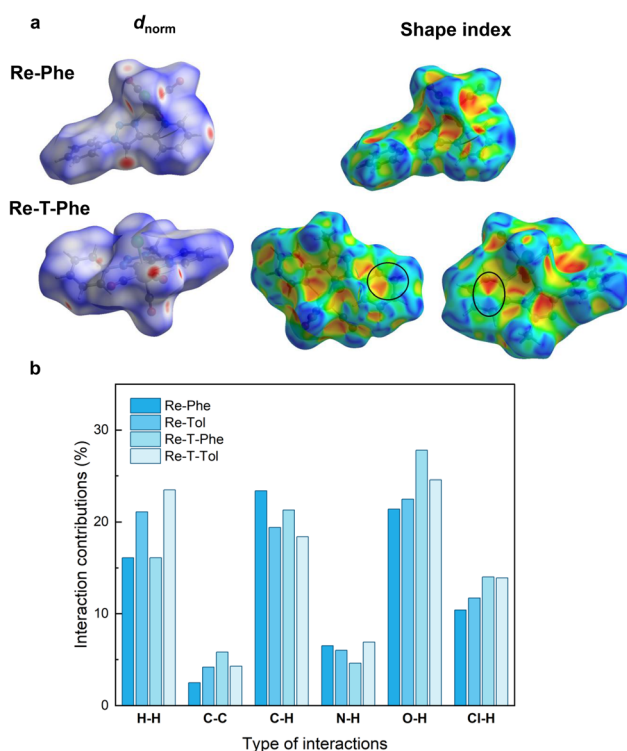 a
d norm
Shape index
Re-Phe
Re-T-Phe
b
Re-Phe
Re-Tol
Re-T-Phe
Re-T-Tol
Interaction contributions (%)
30
20
10
0
H-H C-C C-H N-H O-H Cl-H
Type of interactions